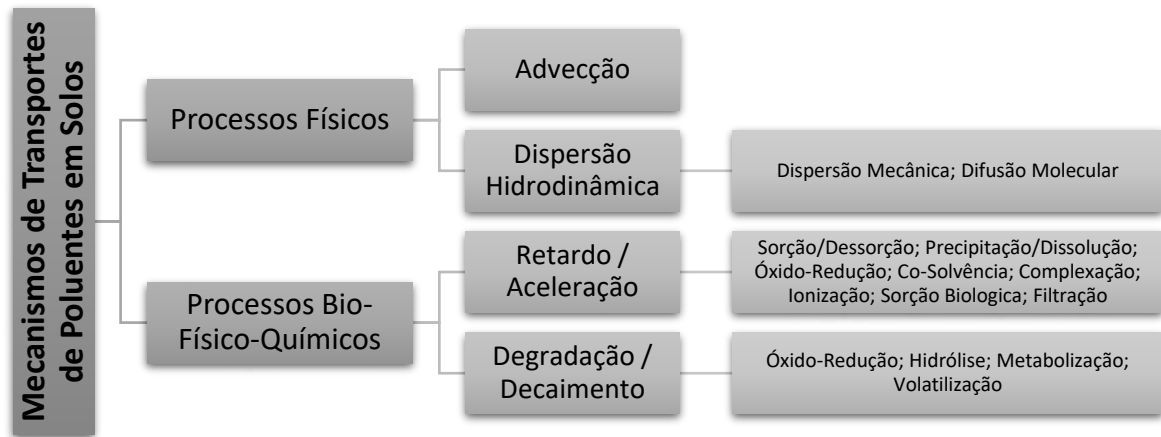 Mecanismos de Transportes
de Poluentes em Solos
Processos Físicos
Advecção
Dispersão
Hidrodinâmica
Dispersão Mecânica; Difusão Molecular
Processos Bio-
Físico-Químicos
Retardo /
Aceleração
Sorção/Dessorção; Precipitação/Dissolução;
Óxido-Redução; Co-Solvência; Complexação;
Ionização; Sorção Biologica; Filtração
Degradação /
Decaimento
Óxido-Redução; Hidrólise; Metabolização;
Volatilização